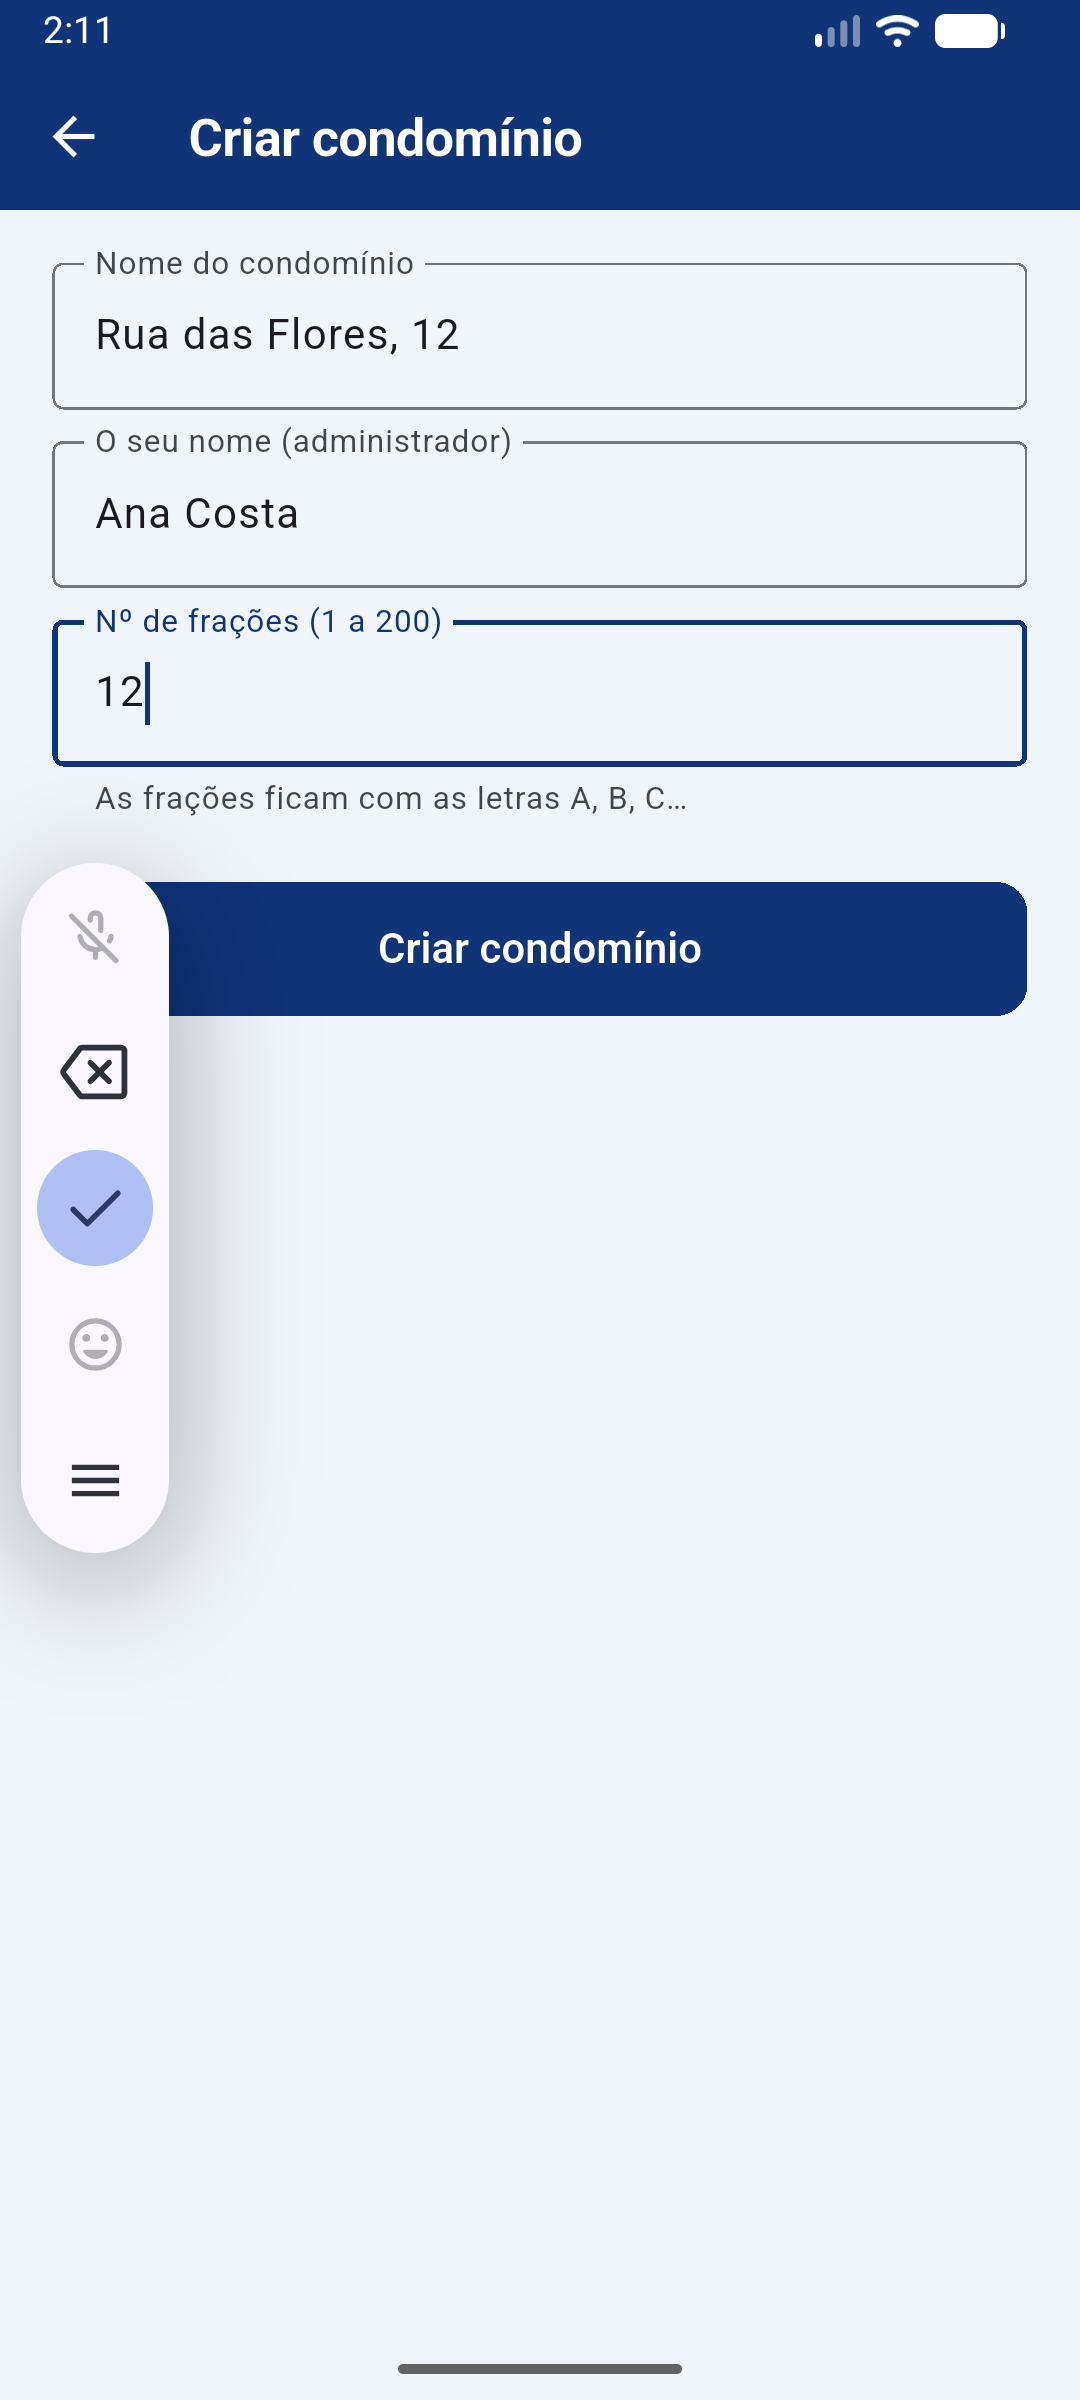 2:11
Criar condomínio
Nome do condomínio
Rua das Flores, 12
O seu nome (administrador)
Ana Costa
Nº de frações (1 a 200)
12
As frações ficam com as letras A, B, C…
Criar condomínio